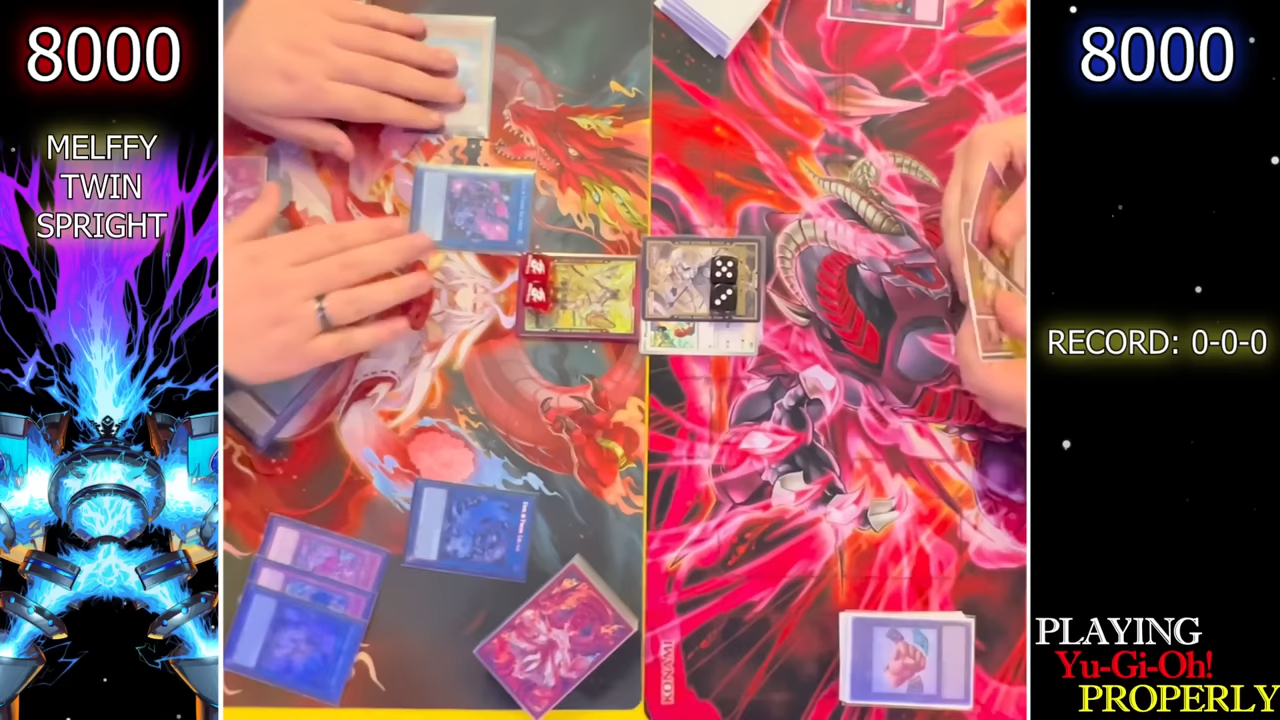 8000
MELFFY
TWIN
SPRIGHT
8000
RECORD: 0-0-0
PLAYING
Yu-Gi-Oh!
PROPERLY
KONAMI